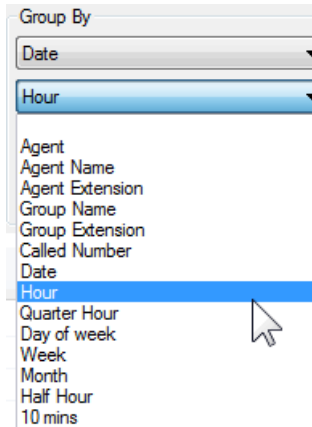 Group By
Date
Hour
Agent
Agent Name
Agent Extension
Group Name
Group Extension
Called Number
Date
Hour
Quarter Hour
Day of week
Week
Month
Half Hour
10 mins